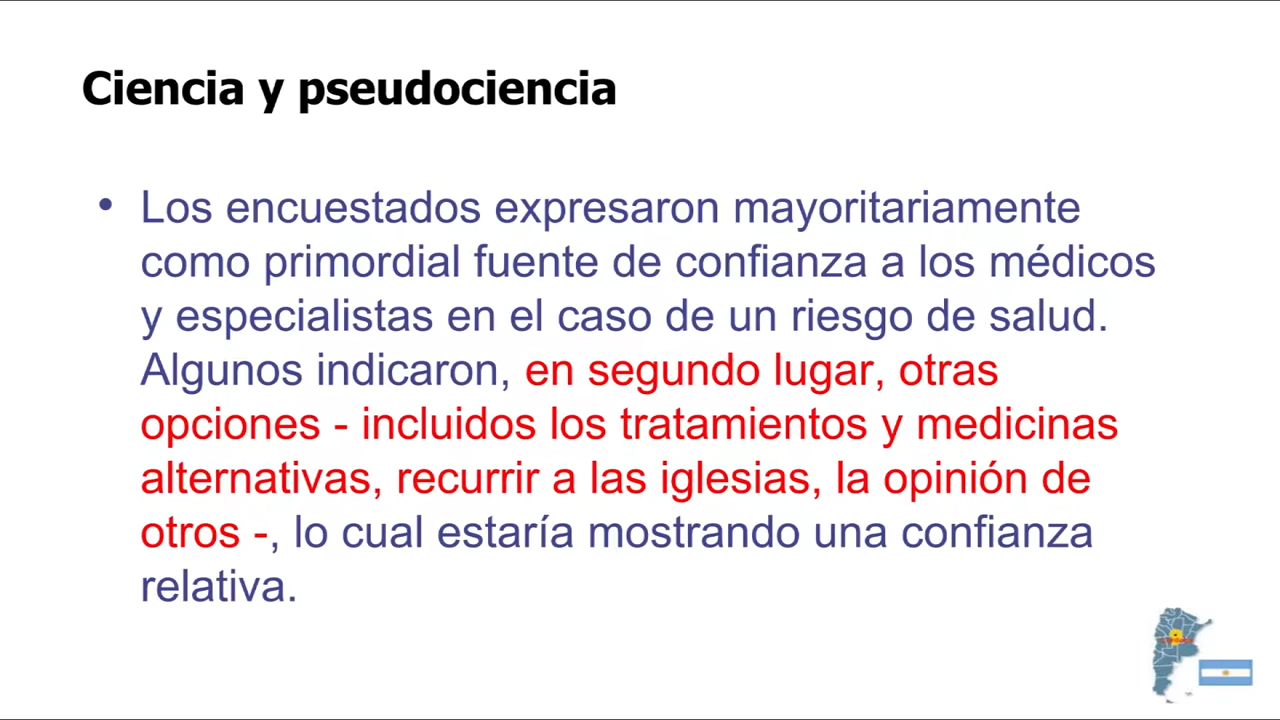 Ciencia y pseudociencia
• Los encuestados expresaron mayoritariamente
como primordial fuente de confianza a los médicos
y especialistas en el caso de un riesgo de salud.
Algunos indicaron, en segundo lugar, otras
opciones - incluidos los tratamientos y medicinas
alternativas, recurrir a las iglesias, la opinión de
otros -, lo cual estaría mostrando una confianza
relativa.